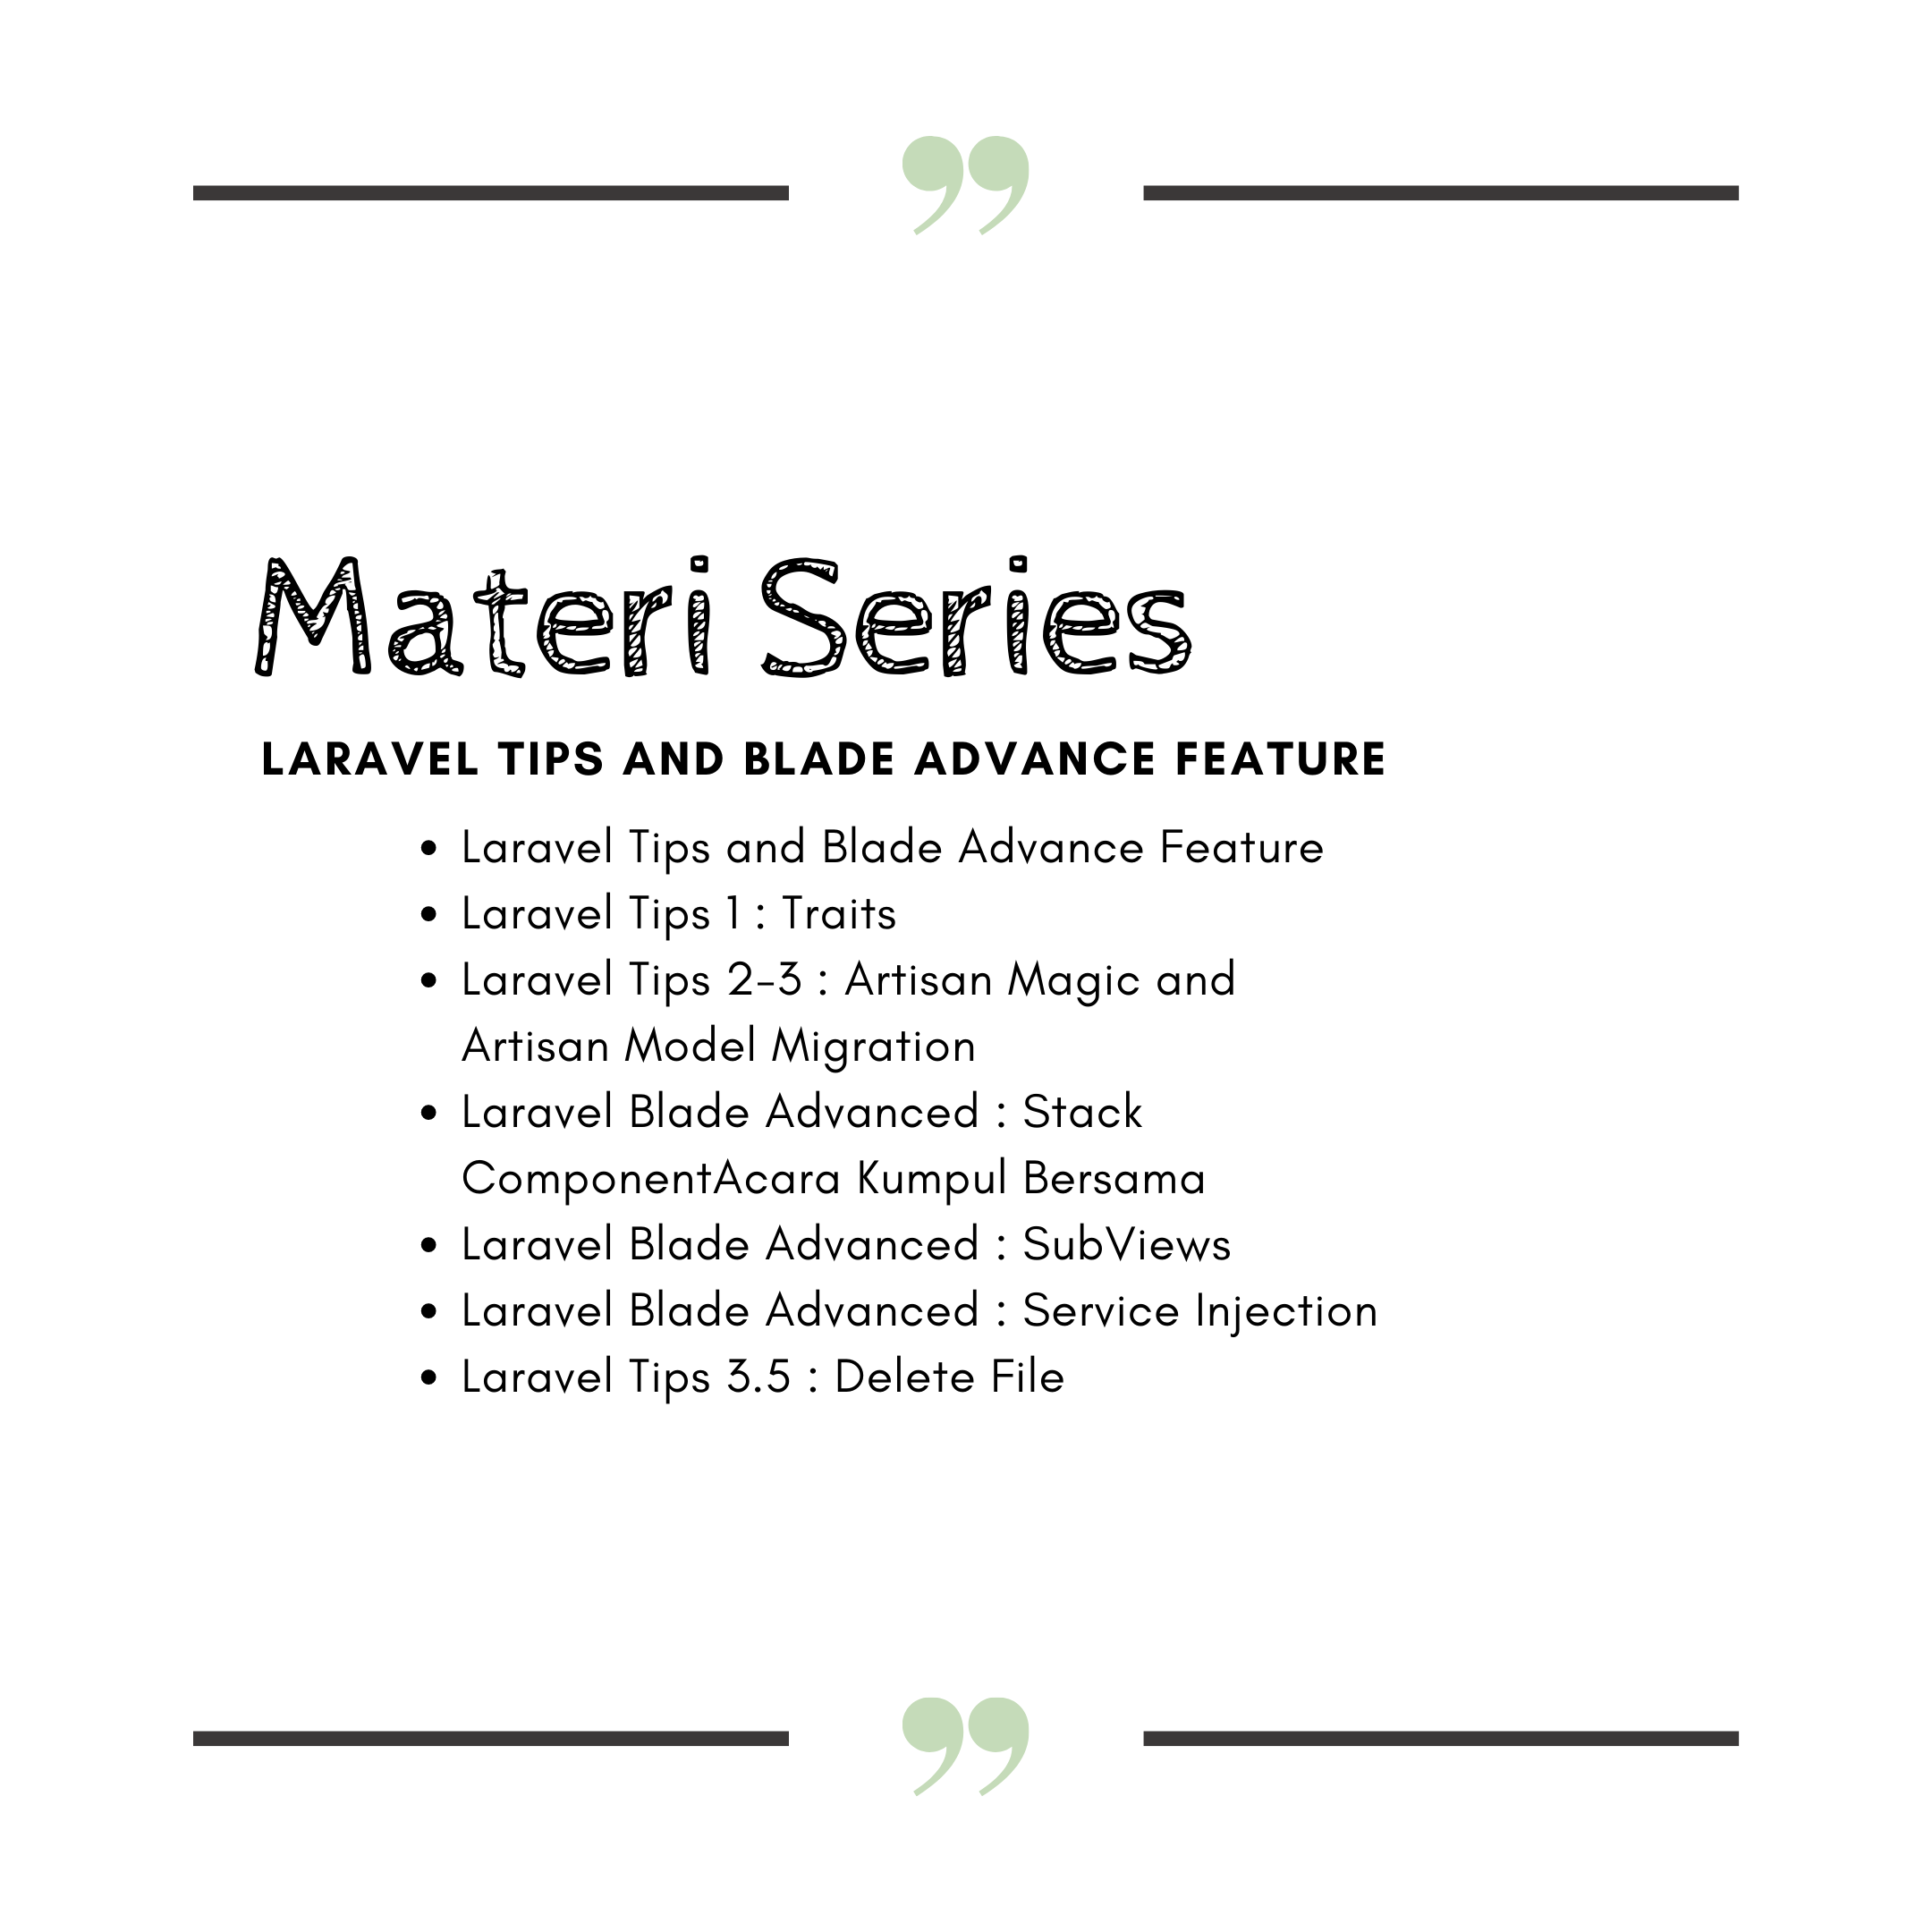 Materi Series
LARAVEL TIPS AND BLADE ADVANCE FEATURE
• Laravel Tips and Blade Advance Feature
• Laravel Tips 1 : Traits
• Laravel Tips 2-3 : Artisan Magic and
Artisan Model Migration
• Laravel Blade Advanced : Stack
ComponentAcara Kumpul Bersama
• Laravel Blade Advanced : SubViews
• Laravel Blade Advanced : Service Injection
• Laravel Tips 3.5 : Delete File